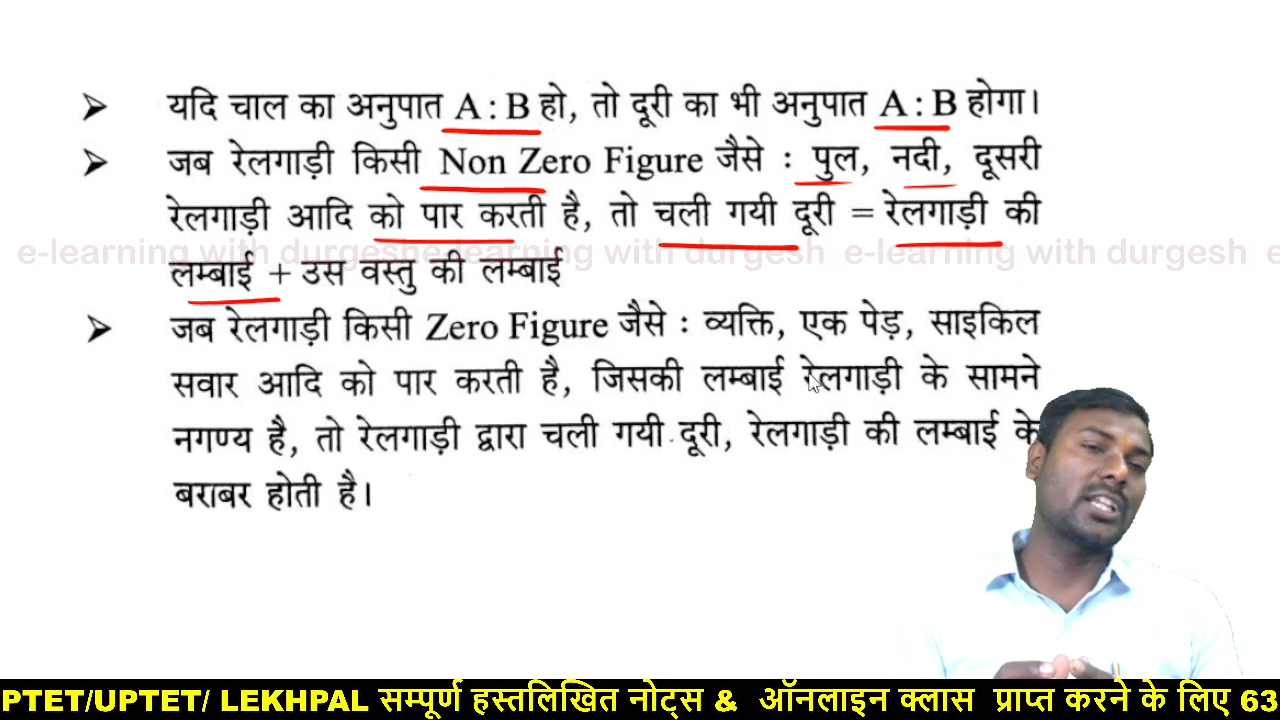 ➢ यदि चाल का अनुपात A : B हो, तो दूरी का भी अनुपात A : B होगा।
➢ जब रेलगाड़ी किसी Non Zero Figure जैसे : पुल, नदी, दूसरी
रेलगाड़ी आदि को पार करती है, तो चली गयी दूरी = रेलगाड़ी की
e-learning with durgeshe-learning with durgesh e-learning with durgesh e
लम्बाई + उस वस्तु की लम्बाई
➢ जब रेलगाड़ी किसी Zero Figure जैसे : व्यक्ति, एक पेड़, साइकिल
सवार आदि को पार करती है, जिसकी लम्बाई रेलगाड़ी के सामने
नगण्य है, तो रेलगाड़ी द्वारा चली गयी दूरी, रेलगाड़ी की लम्बाई के
बराबर होती है।
PTET/UPTET/ LEKHPAL सम्पूर्ण हस्तलिखित नोट्स & ऑनलाइन क्लास प्राप्त करने के लिए 63